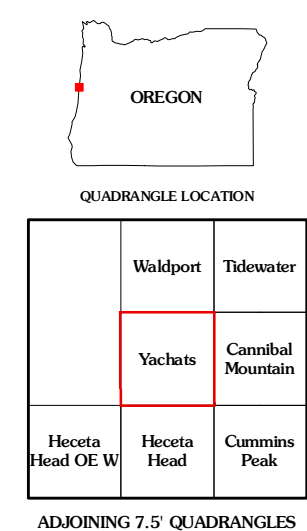 OREGON
QUADRANGLE LOCATION
Waldport
Tidewater
Yachats
Cannibal
Mountain
Heceta
Head OE W
Heceta
Head
Cummins
Peak
ADJOINING 7.5' QUADRANGLES